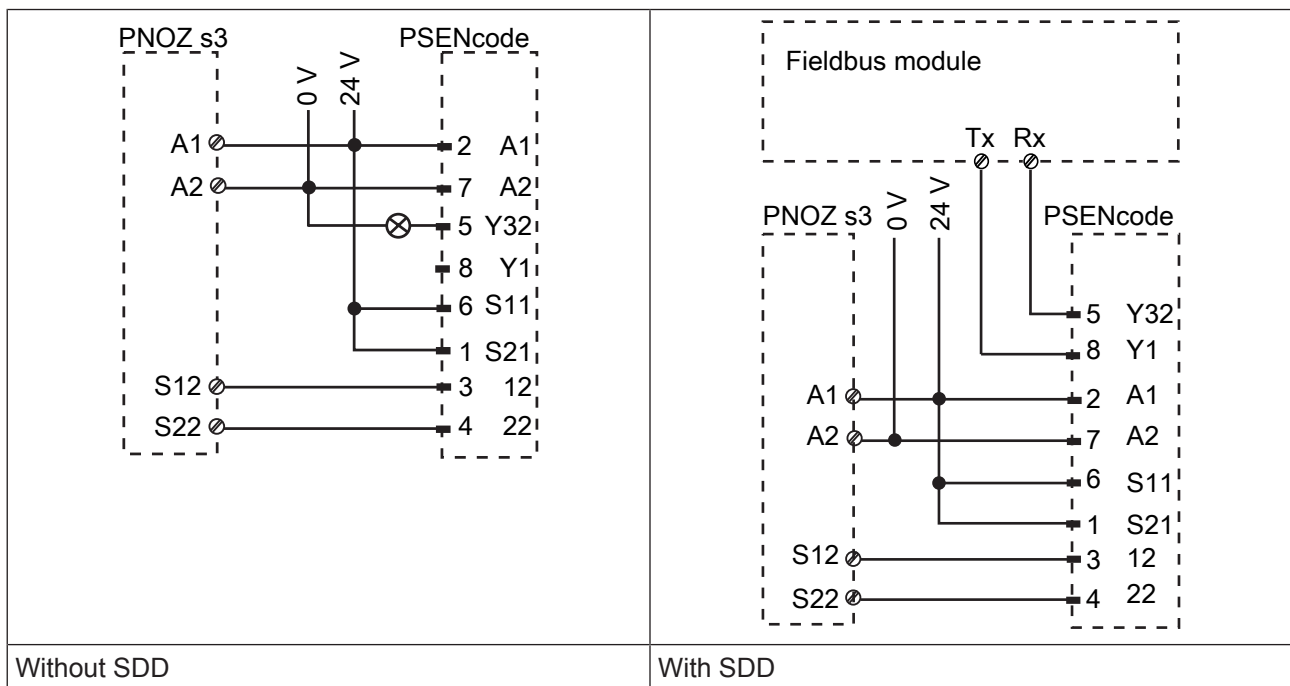 PNOZ s3
PSENcode
0 V
24 V
A1
2 A1
A2
7 A2
5 Y32
8 Y1
6 S11
1 S21
S12
3 12
S22
4 22
Without SDD
Fieldbus module
Tx Rx
PNOZ s3
0 V
24 V
PSENcode
5 Y32
8 Y1
A1
2 A1
A2
7 A2
6 S11
1 S21
S12
3 12
S22
4 22
With SDD